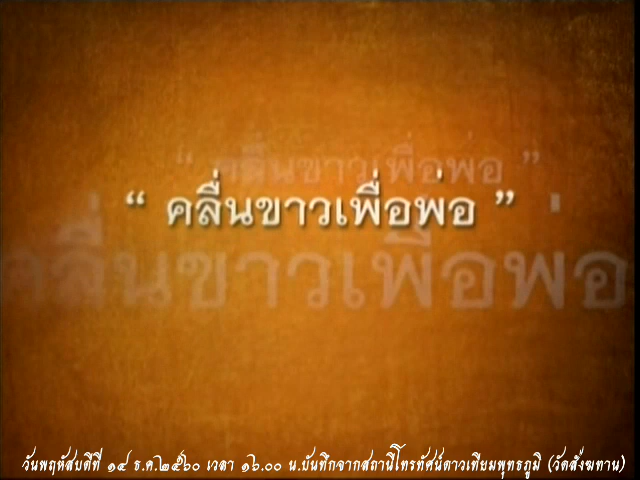 “ คลื่นขาวเพื่อพ่อ ”
“ คลื่นขาวเพื่อพ่อ ”
คลื่นขาวเพื่อพ่อ
วันพฤหัสบดีที่ ๑๔ ธ.ค.๒๕๖๐ เวลา ๑๖.๐๐ น.บันทึกจากสถานีโทรทัศน์ดาวเทียมพุทธภูมิ (วัดสังฆทาน)